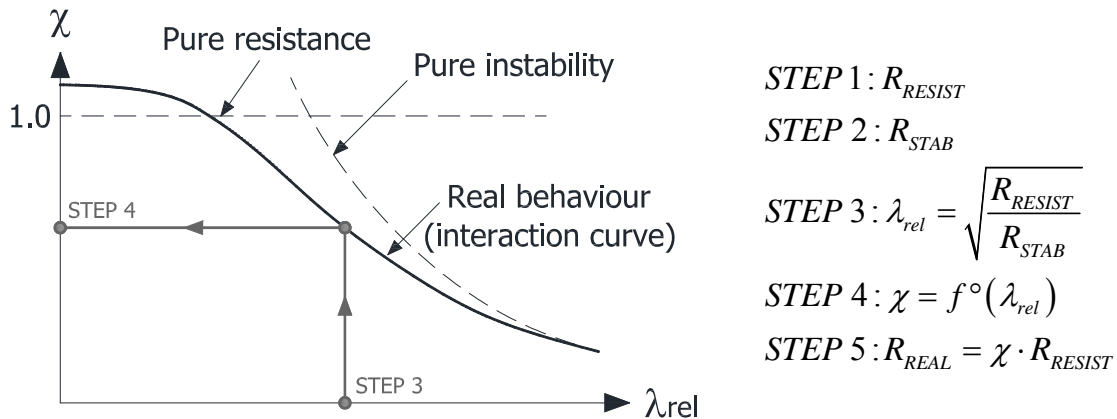 χ
Pure resistance
Pure instability
1.0
STEP 4
Real behaviour
(interaction curve)
STEP 3
λrel
STEP 1: R_RESIST
STEP 2: R_STAB
STEP 3: λ_rel = √(R_RESIST / R_STAB)
STEP 4: χ = f°(λ_rel)
STEP 5: R_REAL = χ · R_RESIST